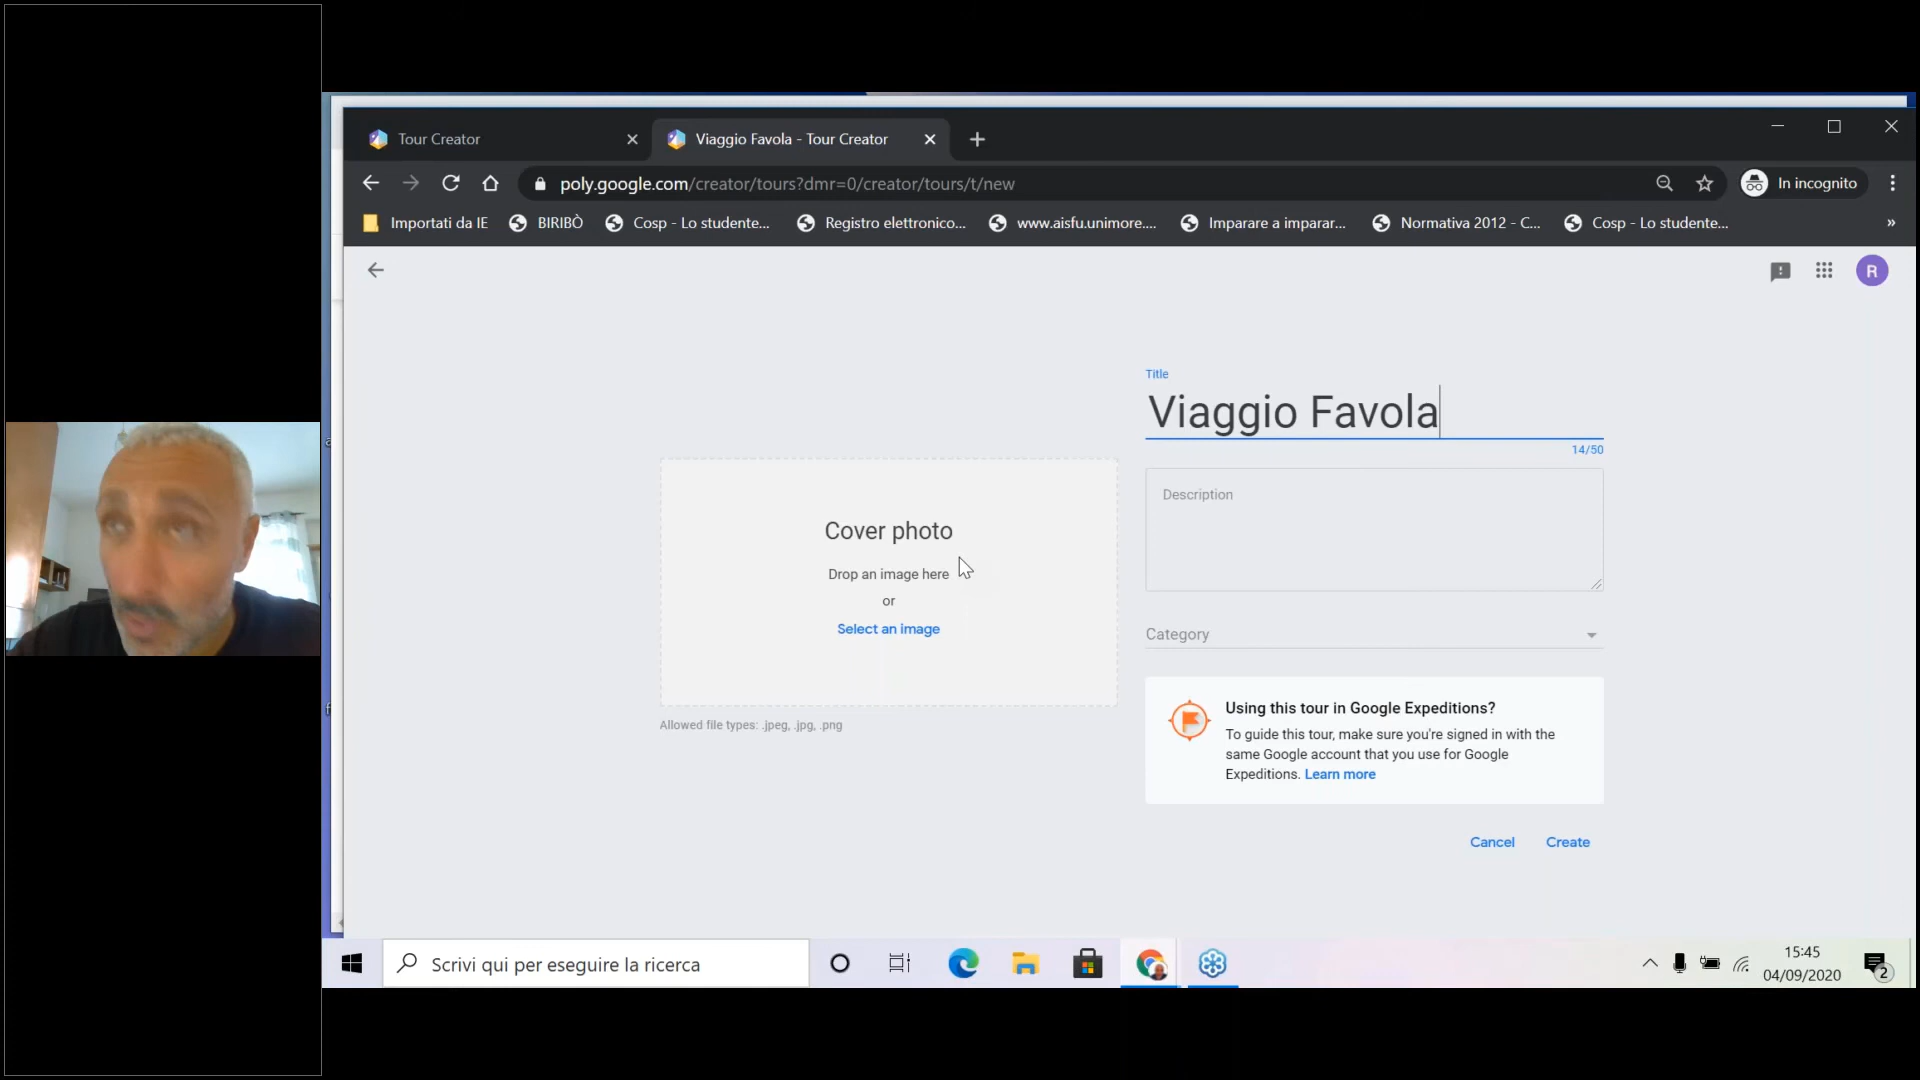 Tour Creator
Viaggio Favola - Tour Creator
poly.google.com/creator/tours?dmr=0/creator/tours/t/new
In incognito
Importati da IE
BIRIBÒ
Cosp - Lo studente...
Registro elettronico...
www.aisfu.unimore....
Imparare a imparar...
Normativa 2012 - C...
Cosp - Lo studente...
»
R
Title
Viaggio Favola
14/50
Description
Cover photo
Drop an image here
or
Select an image
Category
Allowed file types: .jpeg, .jpg, .png
Using this tour in Google Expeditions?
To guide this tour, make sure you're signed in with the
same Google account that you use for Google
Expeditions. Learn more
Cancel
Create
Scrivi qui per eseguire la ricerca
15:45
04/09/2020
2